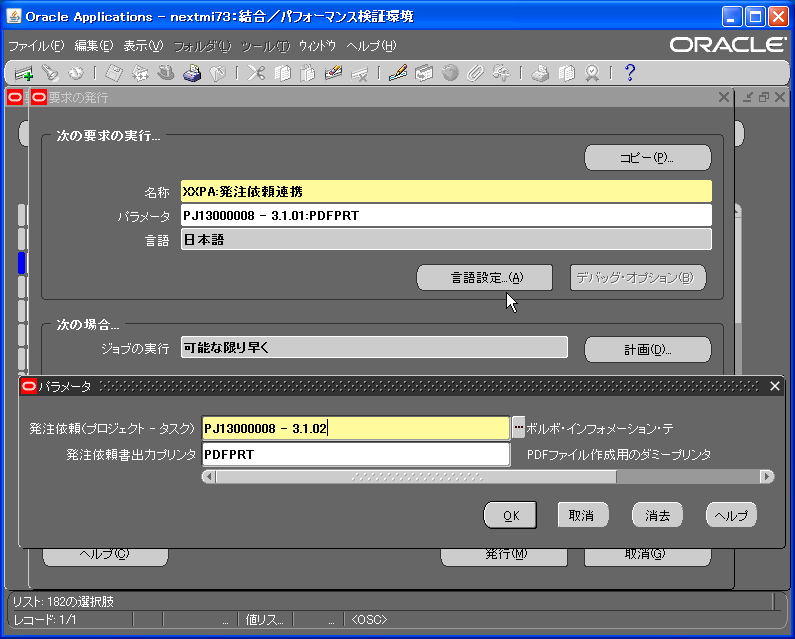 Oracle Applications - nextmi73:結合／パフォーマンス検証環境
ファイル(F) 編集(E) 表示(V) フォルダ(L) ツール(T) ウィンドウ ヘルプ(H)
ORACLE
要求の発行
次の要求の実行...
コピー(P)...
名称 XXPA:発注依頼連携
パラメータ PJ13000008 - 3.1.01:PDFPRT
言語 日本語
言語設定...(A) デバッグ・オプション(B)
次の場合...
ジョブの実行 可能な限り早く 計画(D)...
パラメータ
発注依頼(プロジェクト - タスク) PJ13000008 - 3.1.02 ... ボルボ・インフォメーション・テ
発注依頼書出力プリンタ PDFPRT PDFファイル作成用のダミープリンタ
OK 取消 消去 ヘルプ
ヘルプ(C) 発行(M) 取消(G)
リスト: 182の選択肢
レコード: 1/1 ... 値リス... ... <OSC>